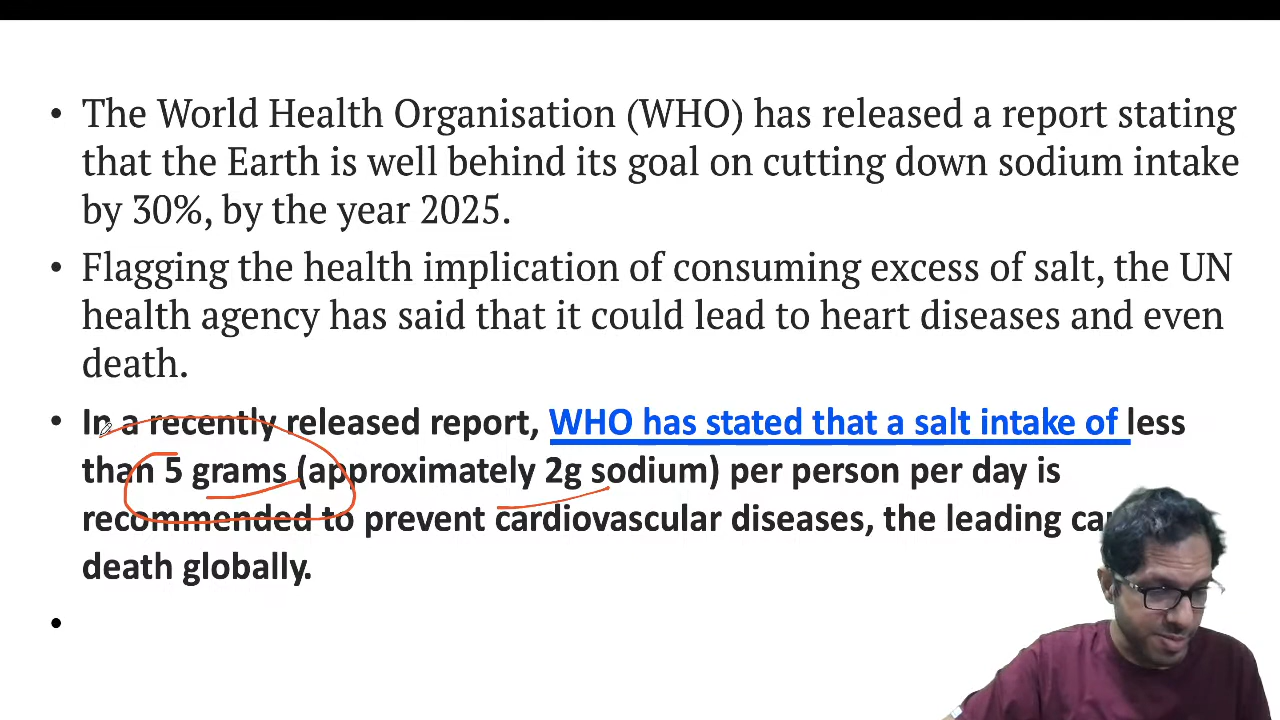 • The World Health Organisation (WHO) has released a report stating
that the Earth is well behind its goal on cutting down sodium intake
by 30%, by the year 2025.
• Flagging the health implication of consuming excess of salt, the UN
health agency has said that it could lead to heart diseases and even
death.
• In a recently released report, WHO has stated that a salt intake of less
than 5 grams (approximately 2g sodium) per person per day is
recommended to prevent cardiovascular diseases, the leading
death globally.
•